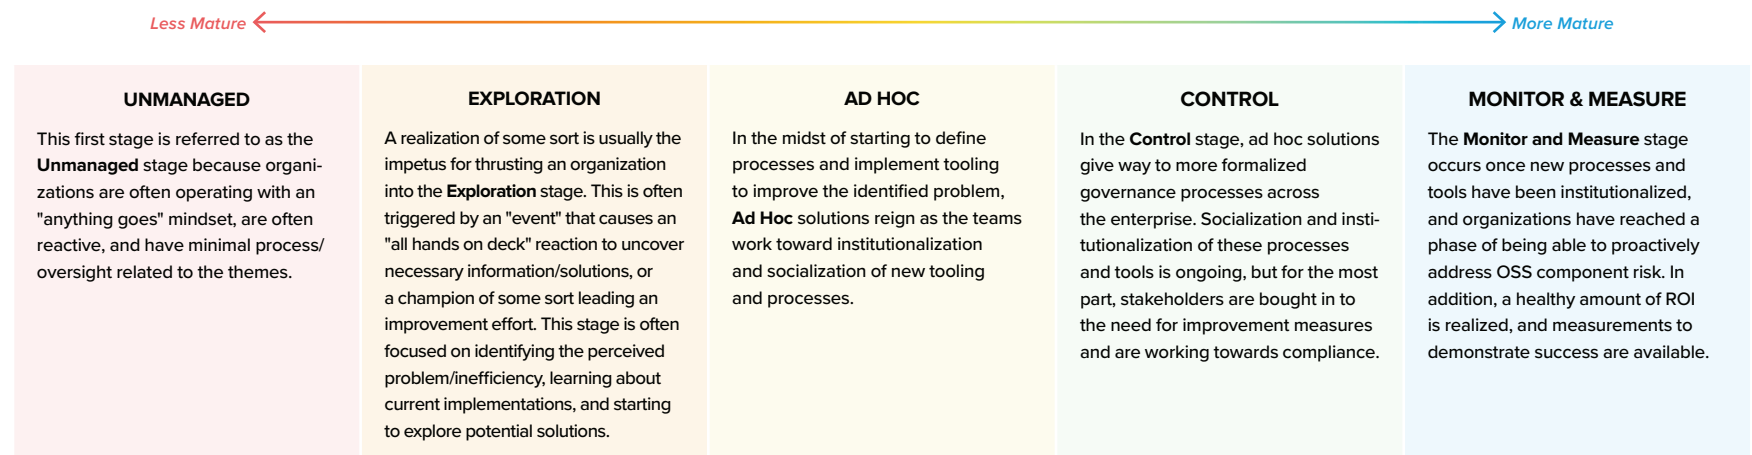 Less Mature
More Mature
UNMANAGED
This first stage is referred to as the
Unmanaged stage because organi-
zations are often operating with an
"anything goes" mindset, are often
reactive, and have minimal process/
oversight related to the themes.
EXPLORATION
A realization of some sort is usually the
impetus for thrusting an organization
into the Exploration stage. This is often
triggered by an "event" that causes an
"all hands on deck" reaction to uncover
necessary information/solutions, or
a champion of some sort leading an
improvement effort. This stage is often
focused on identifying the perceived
problem/inefficiency, learning about
current implementations, and starting
to explore potential solutions.
AD HOC
In the midst of starting to define
processes and implement tooling
to improve the identified problem,
Ad Hoc solutions reign as the teams
work toward institutionalization
and socialization of new tooling
and processes.
CONTROL
In the Control stage, ad hoc solutions
give way to more formalized
governance processes across
the enterprise. Socialization and insti-
tutionalization of these processes
and tools is ongoing, but for the most
part, stakeholders are bought in to
the need for improvement measures
and are working towards compliance.
MONITOR & MEASURE
The Monitor and Measure stage
occurs once new processes and
tools have been institutionalized,
and organizations have reached a
phase of being able to proactively
address OSS component risk. In
addition, a healthy amount of ROI
is realized, and measurements to
demonstrate success are available.